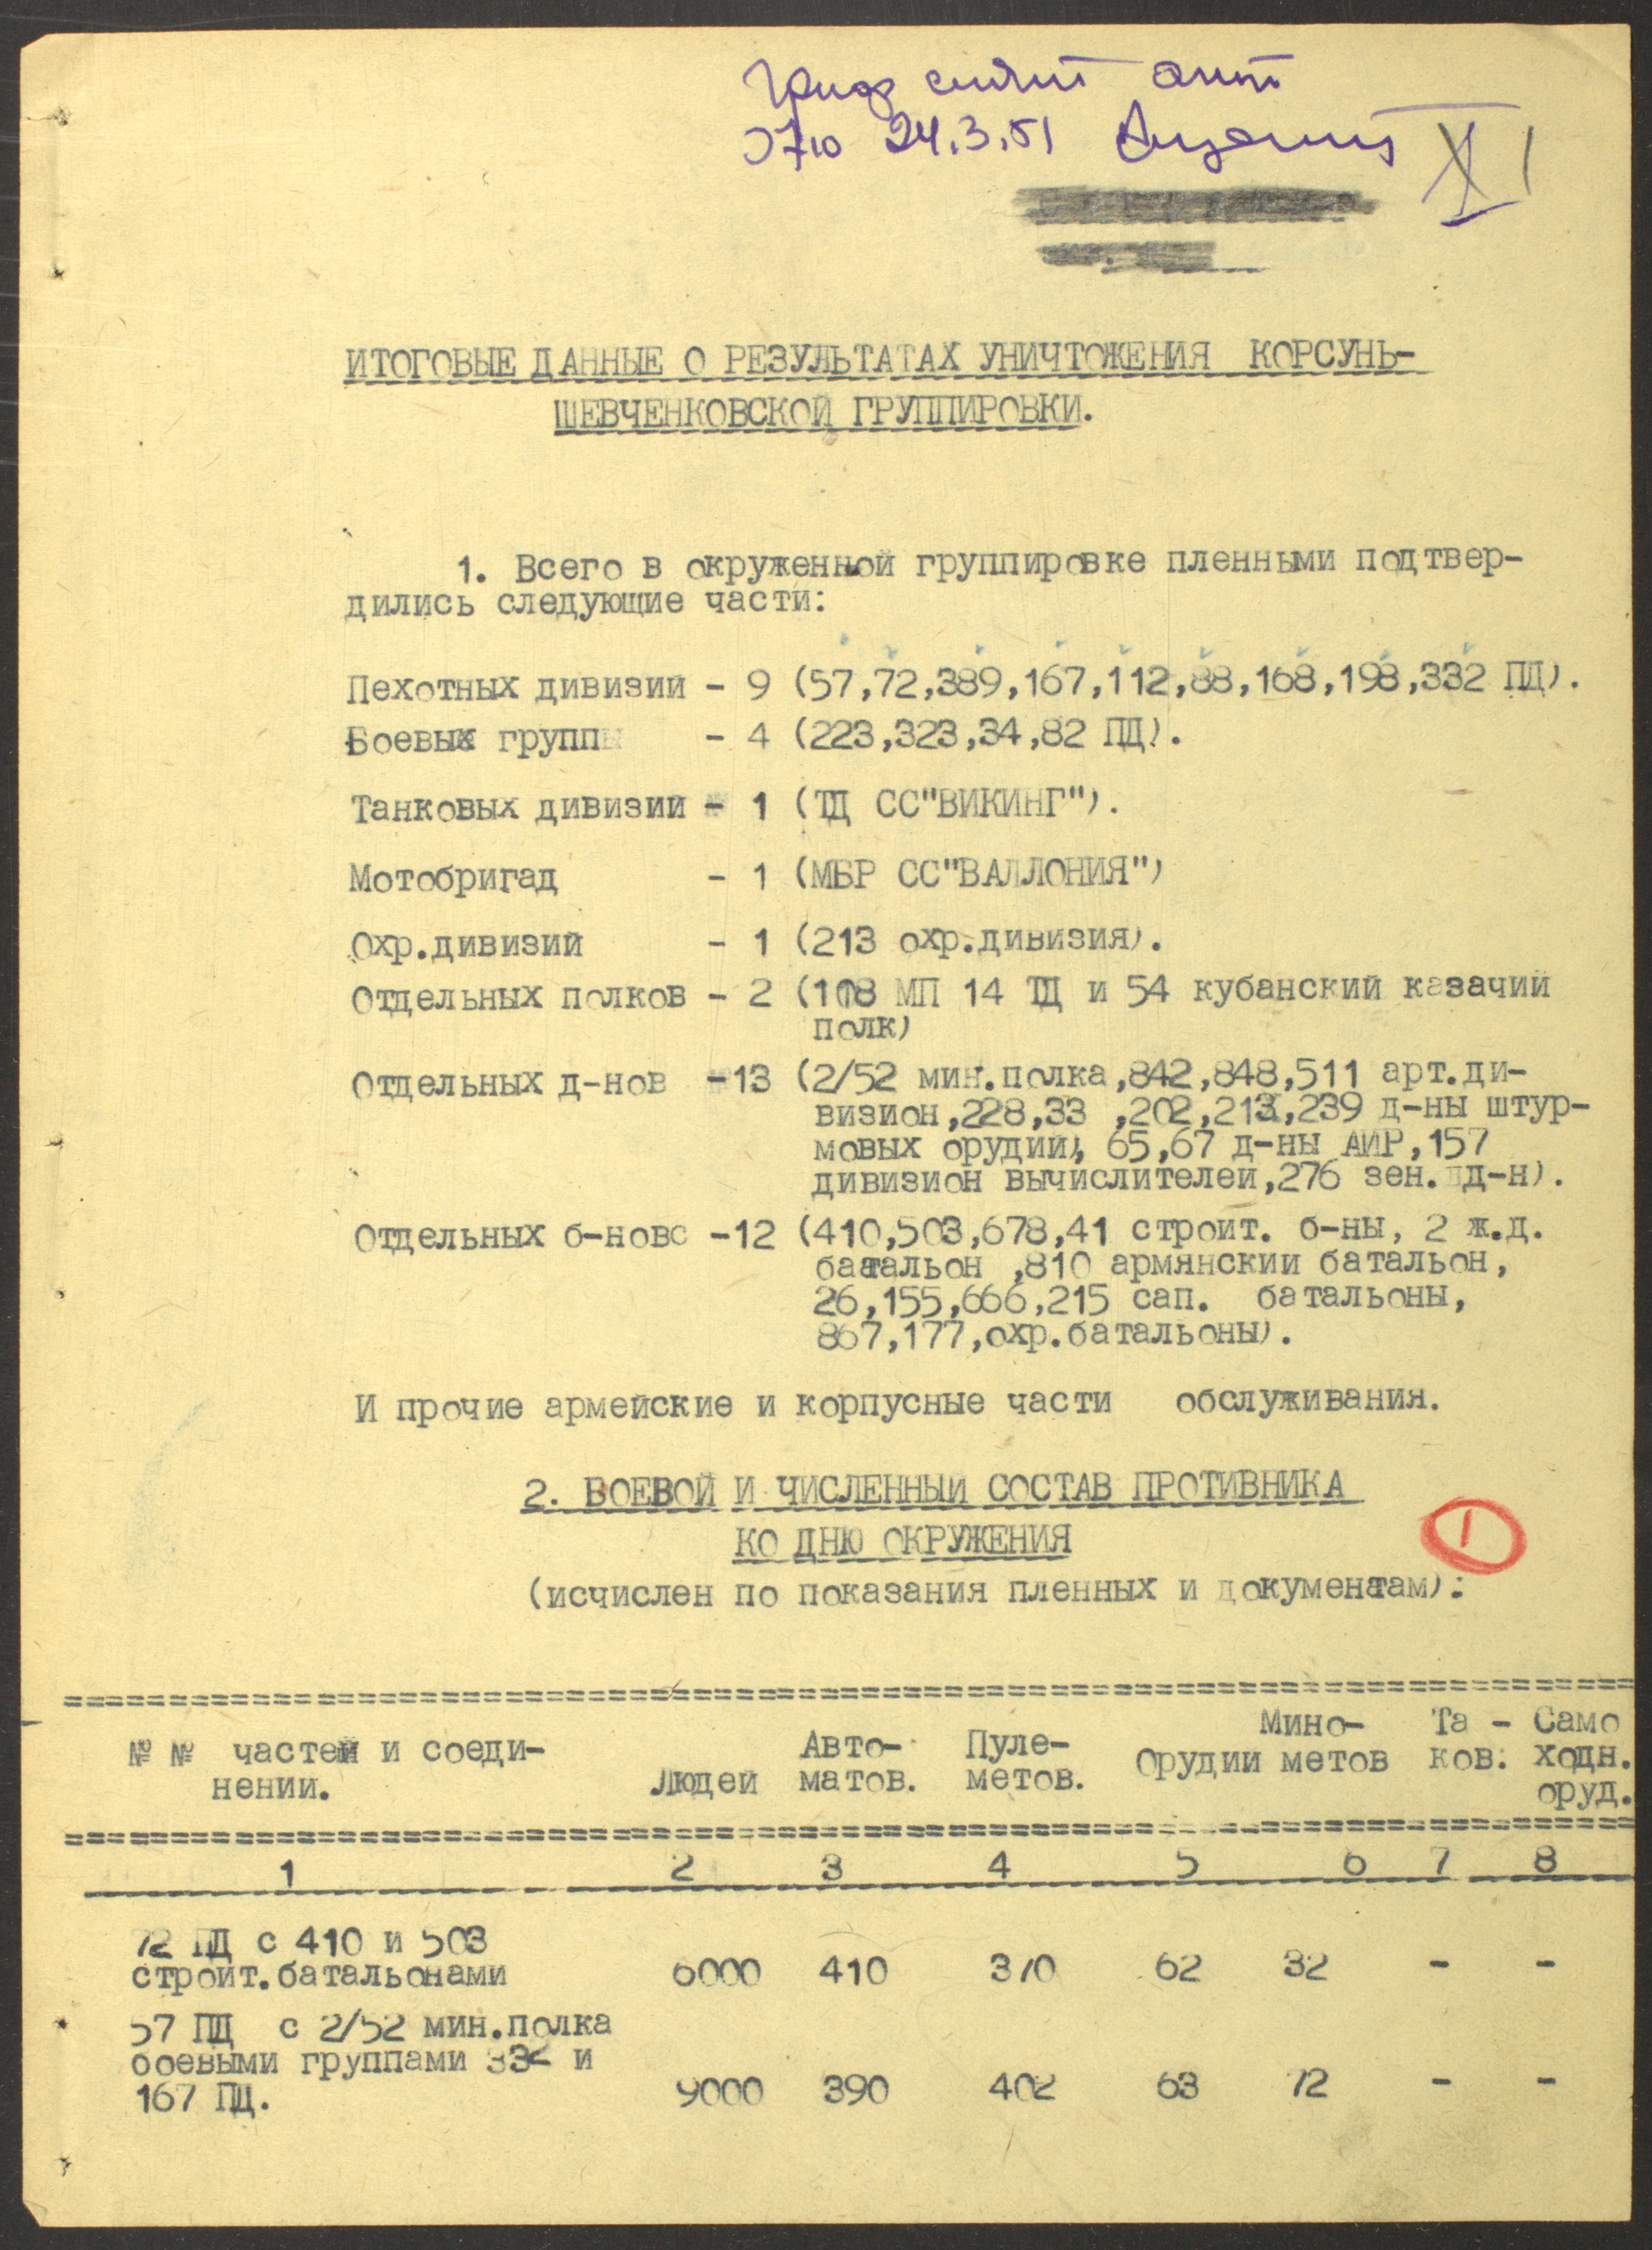 Гриф снят акт
24.3.51
ИТОГОВЫЕ ДАННЫЕ О РЕЗУЛЬТАТАХ УНИЧТОЖЕНИЯ КОРСУНЬ-
ШЕВЧЕНКОВСКОЙ ГРУППИРОВКИ.
1. Всего в окруженной группировке пленными подтвер-
дились следующие части:
Пехотных дивизий - 9 (57,72,389,167,112,88,168,198,332 ПД).
Боевых групп - 4 (223,323,34,82 ПД).
Танковых дивизий - 1 (ТД СС"ВИКИНГ").
Мотобригад - 1 (МБР СС"ВАЛЛОНИЯ")
Охр.дивизий - 1 (213 охр.дивизия).
Отдельных полков - 2 (108 МП 14 ТД и 54 кубанский казачий
полк)
Отдельных д-нов -13 (2/52 мин.полка,842,848,511 арт.ди-
визион,228,33 ,202,213,239 д-ны штур-
мовых орудий, 65,67 д-ны АИР,157
дивизион вычислителей,276 зен. д-н).
Отдельных б-ново -12 (410,503,678,41 строит. б-ны, 2 ж.д.
батальон ,810 армянский батальон,
26,155,666,215 сап. батальоны,
867,177,охр.батальоны).
И прочие армейские и корпусные части обслуживания.
2. БОЕВОЙ И ЧИСЛЕННЫЙ СОСТАВ ПРОТИВНИКА
КО ДНЮ ОКРУЖЕНИЯ
1
(исчислен по показания пленных и документам):
№ № частей и соеди-
нений. Людей Авто-
матов. Пуле-
метов. Орудий Мино-
метов Та -
ков. Само
ходн.
оруд.
1 2 3 4 5 6 7 8
72 ПД с 410 и 503
строит.батальонами 6000 410 370 62 32 - -
57 ПД с 2/52 мин.полка
боевыми группами 332 и
167 ПД. 9000 390 402 63 72 - -